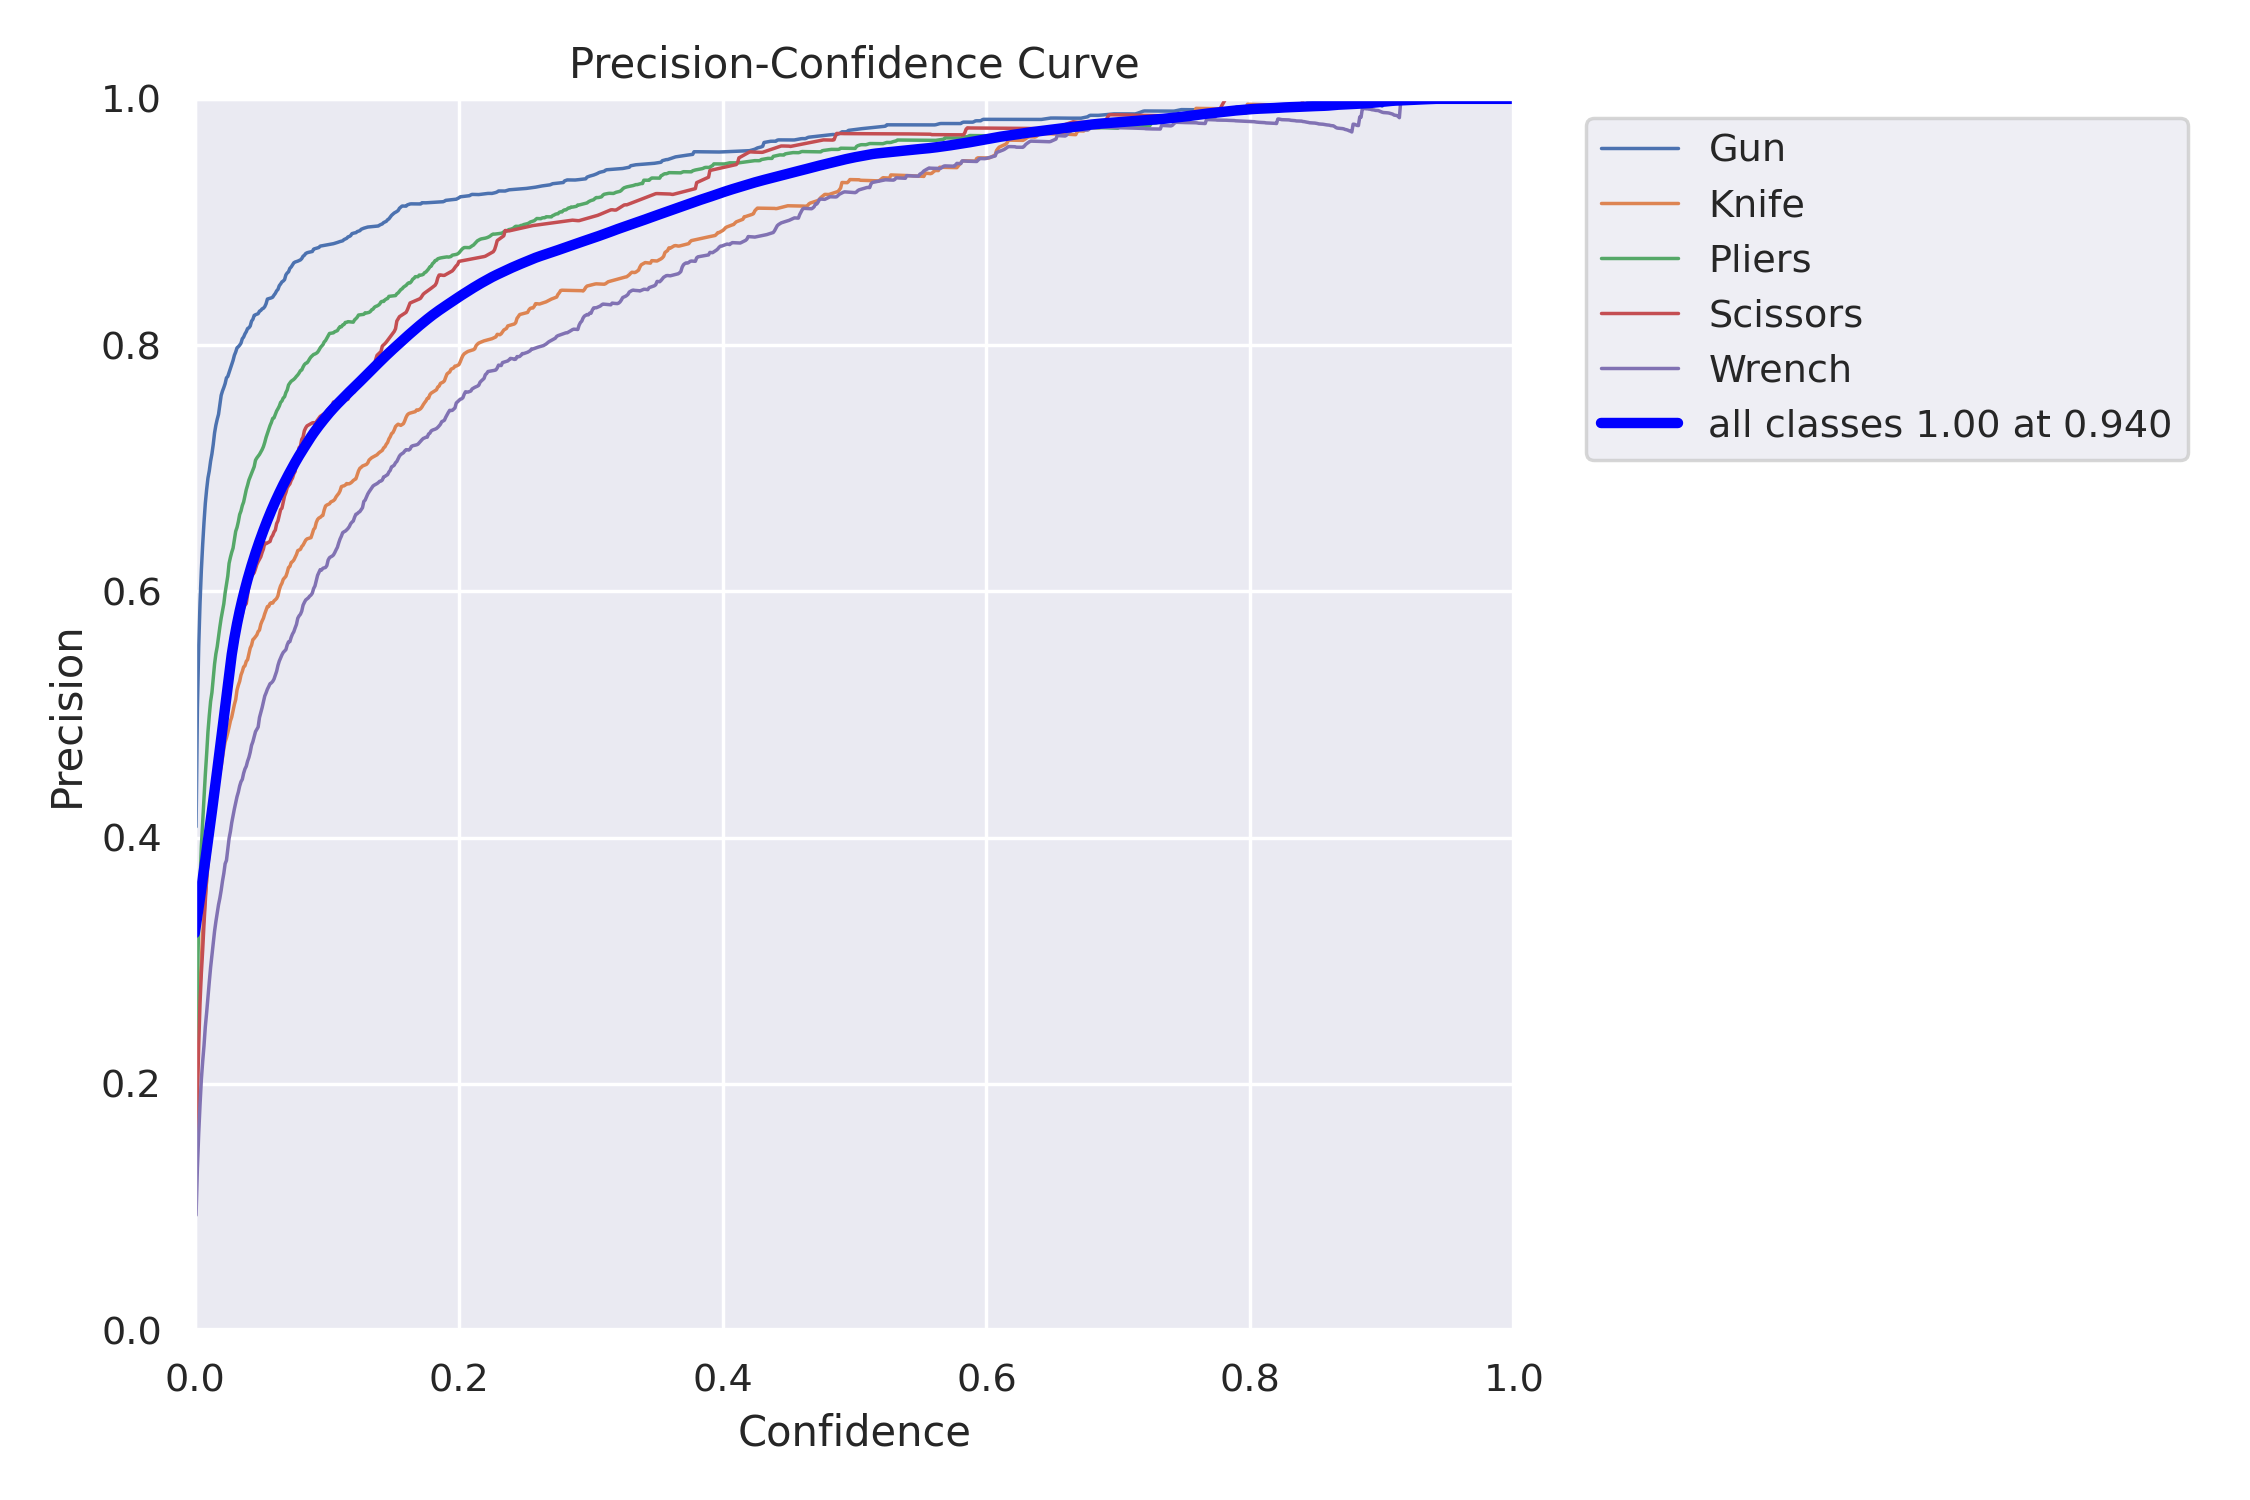 Precision-Confidence Curve
1.0
0.8
0.6
0.4
0.2
0.0
Precision
0.0 0.2 0.4 0.6 0.8 1.0
Confidence
Gun
Knife
Pliers
Scissors
Wrench
all classes 1.00 at 0.940